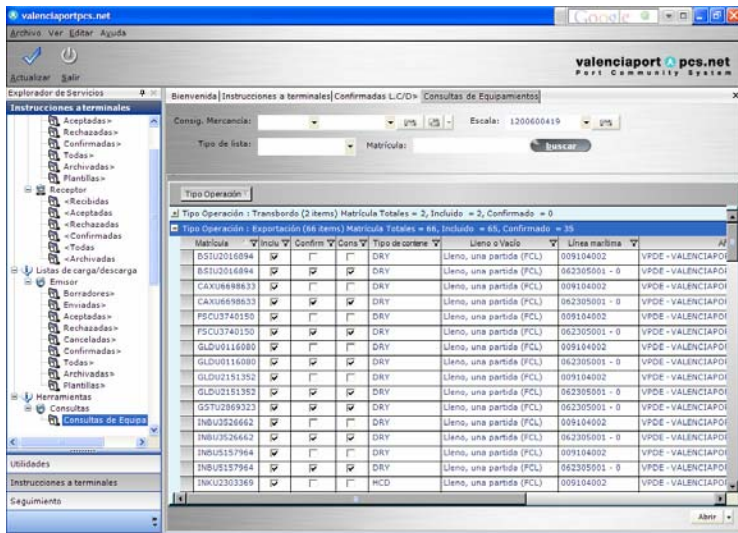 valenciaportpcs.net
Google
Archivo Ver Editar Ayuda
Actualizar Salir
valenciaport pcs.net
Port Community System
Explorador de Servicios
Instrucciones a terminales
Aceptadas»
Rechazadas»
Confirmadas»
Todas»
Archivadas»
Plantillas»
Receptor
«Recibidas
«Aceptadas
«Rechazadas
«Confirmadas
«Todas
«Archivadas
Listas de carga/descarga
Emisor
Borradores»
Enviadas»
Aceptadas»
Rechazadas»
Canceladas»
Confirmadas»
Todas»
Archivadas»
Plantillas»
Herramientas
Consultas
Consultas de Equipa
Utilidades
Instrucciones a terminales
Seguimiento
Bienvenida Instrucciones a terminales Confirmadas L.C/D» Consultas de Equipamientos
Consig. Mercancia: Escala: 1200600419
Tipo de lista: Matrícula: buscar
Tipo Operación
Tipo Operación : Transbordo (2 items) Matrícula Totales = 2, Incluido = 2, Confirmado = 0
Tipo Operación : Exportación (66 items) Matrícula Totales = 66, Incluido = 65, Confirmado = 35
Matrícula Inclu Confirm Cons Tipo de contene Lleno o Vacío Línea marítima
BSIU2016894 DRY Lleno, una partida (FCL) 009104002 VPDE - VALENCIAPOR
BSIU2016894 DRY Lleno, una partida (FCL) 062305001 - 0 VPDE - VALENCIAPOR
CAXU6698633 DRY Lleno, una partida (FCL) 009104002 VPDE - VALENCIAPOR
CAXU6698633 DRY Lleno, una partida (FCL) 062305001 - 0 VPDE - VALENCIAPOR
FSCU3740150 DRY Lleno, una partida (FCL) 009104002 VPDE - VALENCIAPOR
FSCU3740150 DRY Lleno, una partida (FCL) 062305001 - 0 VPDE - VALENCIAPOR
GLDU0116080 DRY Lleno, una partida (FCL) 009104002 VPDE - VALENCIAPOR
GLDU0116080 DRY Lleno, una partida (FCL) 062305001 - 0 VPDE - VALENCIAPOR
GLDU2151352 DRY Lleno, una partida (FCL) 009104002 VPDE - VALENCIAPOR
GLDU2151352 DRY Lleno, una partida (FCL) 062305001 - 0 VPDE - VALENCIAPOR
GSTU2869323 DRY Lleno, una partida (FCL) 062305001 - 0 VPDE - VALENCIAPOR
INBU3526662 DRY Lleno, una partida (FCL) 009104002 VPDE - VALENCIAPOR
INBU3526662 DRY Lleno, una partida (FCL) 062305001 - 0 VPDE - VALENCIAPOR
INBU5157964 DRY Lleno, una partida (FCL) 009104002 VPDE - VALENCIAPOR
INBU5157964 DRY Lleno, una partida (FCL) 062305001 - 0 VPDE - VALENCIAPOR
INKU2303369 HCD Lleno, una partida (FCL) 009104002 VPDE - VALENCIAPOR
Abrir